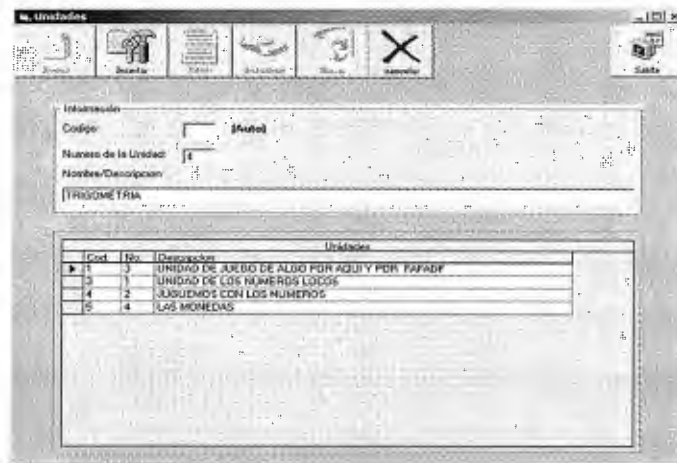 Unidades
Insertar
Cancelar
Salida
Información
Codigo: (Auto)
Numero de la Unidad: 4
Nombre/Descripcion:
TRIGOMETRIA
Unidades
Cod. No. Descripcion
1 3 UNIDAD DE JUEGO DE ALGO POR AQUI Y POR
3 1 UNIDAD DE LOS NUMEROS LOCOS
4 2 JUGUEMOS CON LOS NUMEROS
5 4 LAS MONEDAS